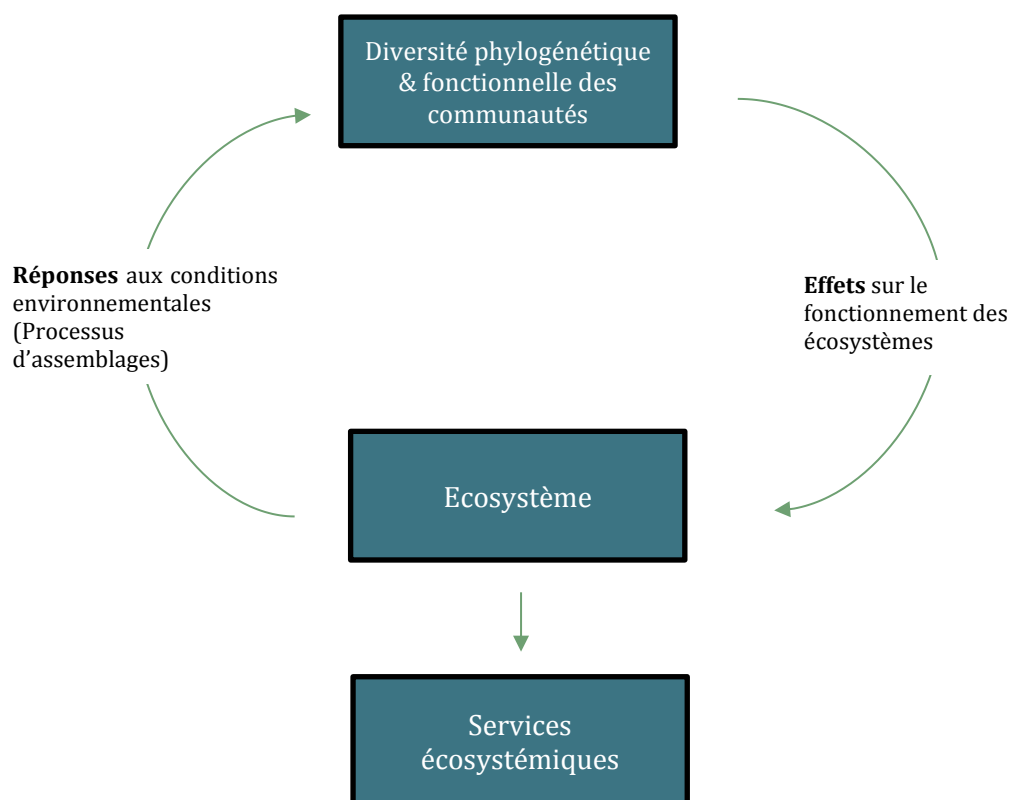 Diversité phylogénétique
& fonctionnelle des
communautés
Réponses aux conditions
environnementales
(Processus
d’assemblages)
Effets sur le
fonctionnement des
écosystèmes
Ecosystème
Services
écosystémiques